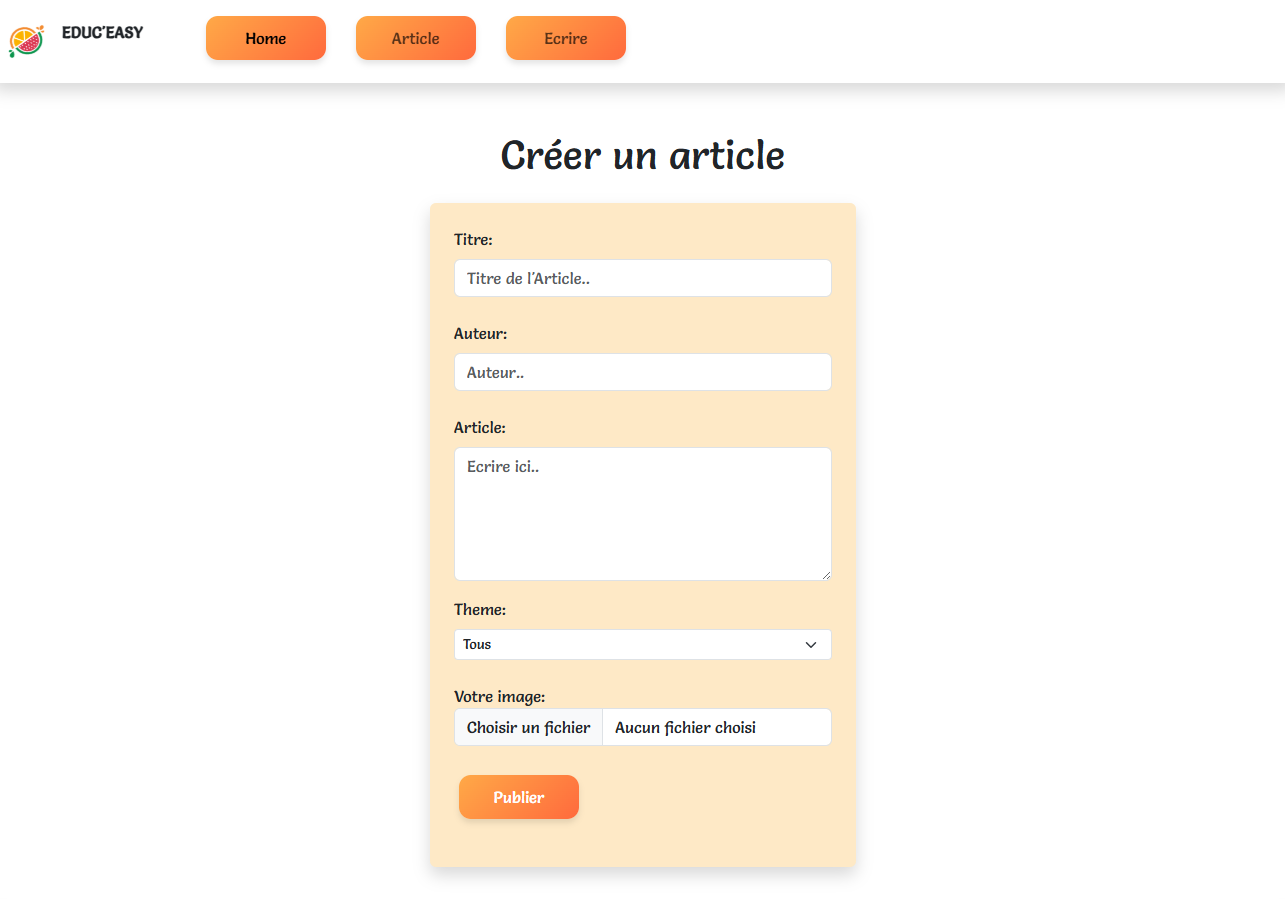 EDUC'EASY Home Article Ecrire
Créer un article
Titre:
Titre de l'Article..
Auteur:
Auteur..
Article:
Ecrire ici..
Theme:
Tous
Votre image:
Choisir un fichier Aucun fichier choisi
Publier